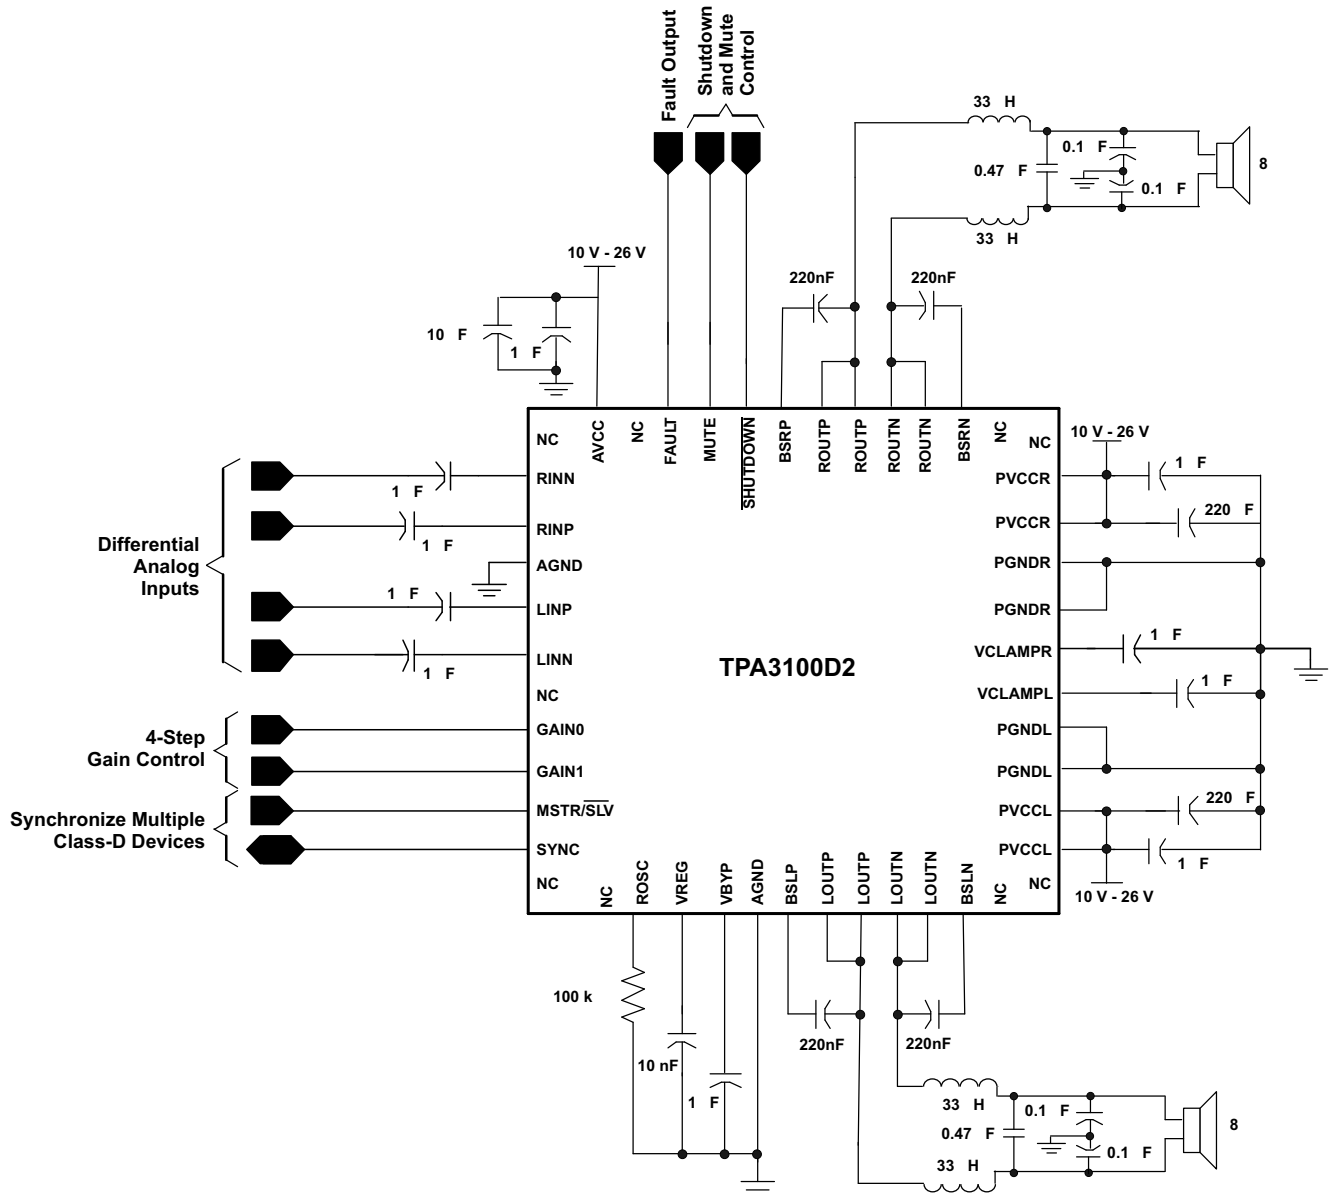 Fault Output
Shutdown
and Mute
Control
33 H
0.1 F
0.47 F
0.1 F
8
33 H
10 V - 26 V
220nF
220nF
10 F
1 F
NC
AVCC
NC
FAULT
MUTE
SHUTDOWN
BSRP
ROUTP
ROUTP
ROUTN
ROUTN
BSRN
NC
NC
10 V - 26 V
1 F
RINN
PVCCR
1 F
220 F
RINP
PVCCR
1 F
Differential
Analog
Inputs
AGND
PGNDR
1 F
LINP
PGNDR
1 F
LINN
VCLAMPR
1 F
TPA3100D2
NC
VCLAMPL
1 F
4-Step
Gain Control
GAIN0
PGNDL
GAIN1
PGNDL
Synchronize Multiple
Class-D Devices
MSTR/SLV
PVCCL
220 F
SYNC
PVCCL
1 F
NC
NC
ROSC
VREG
VBYP
AGND
BSLP
LOUTP
LOUTP
LOUTN
LOUTN
BSLN
NC
NC
10 V - 26 V
100 k
220nF
220nF
10 nF
1 F
33 H
0.1 F
0.47 F
8
0.1 F
33 H